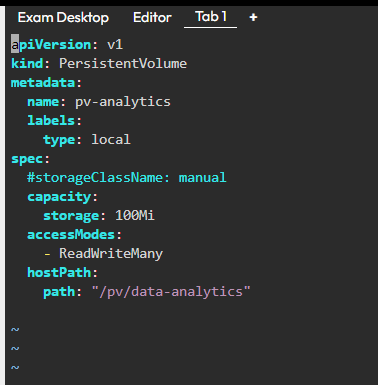 Exam Desktop Editor Tab 1 +
apiVersion: v1
kind: PersistentVolume
metadata:
  name: pv-analytics
  labels:
    type: local
spec:
  #storageClassName: manual
  capacity:
    storage: 100Mi
  accessModes:
    - ReadWriteMany
  hostPath:
    path: "/pv/data-analytics"
~
~
~